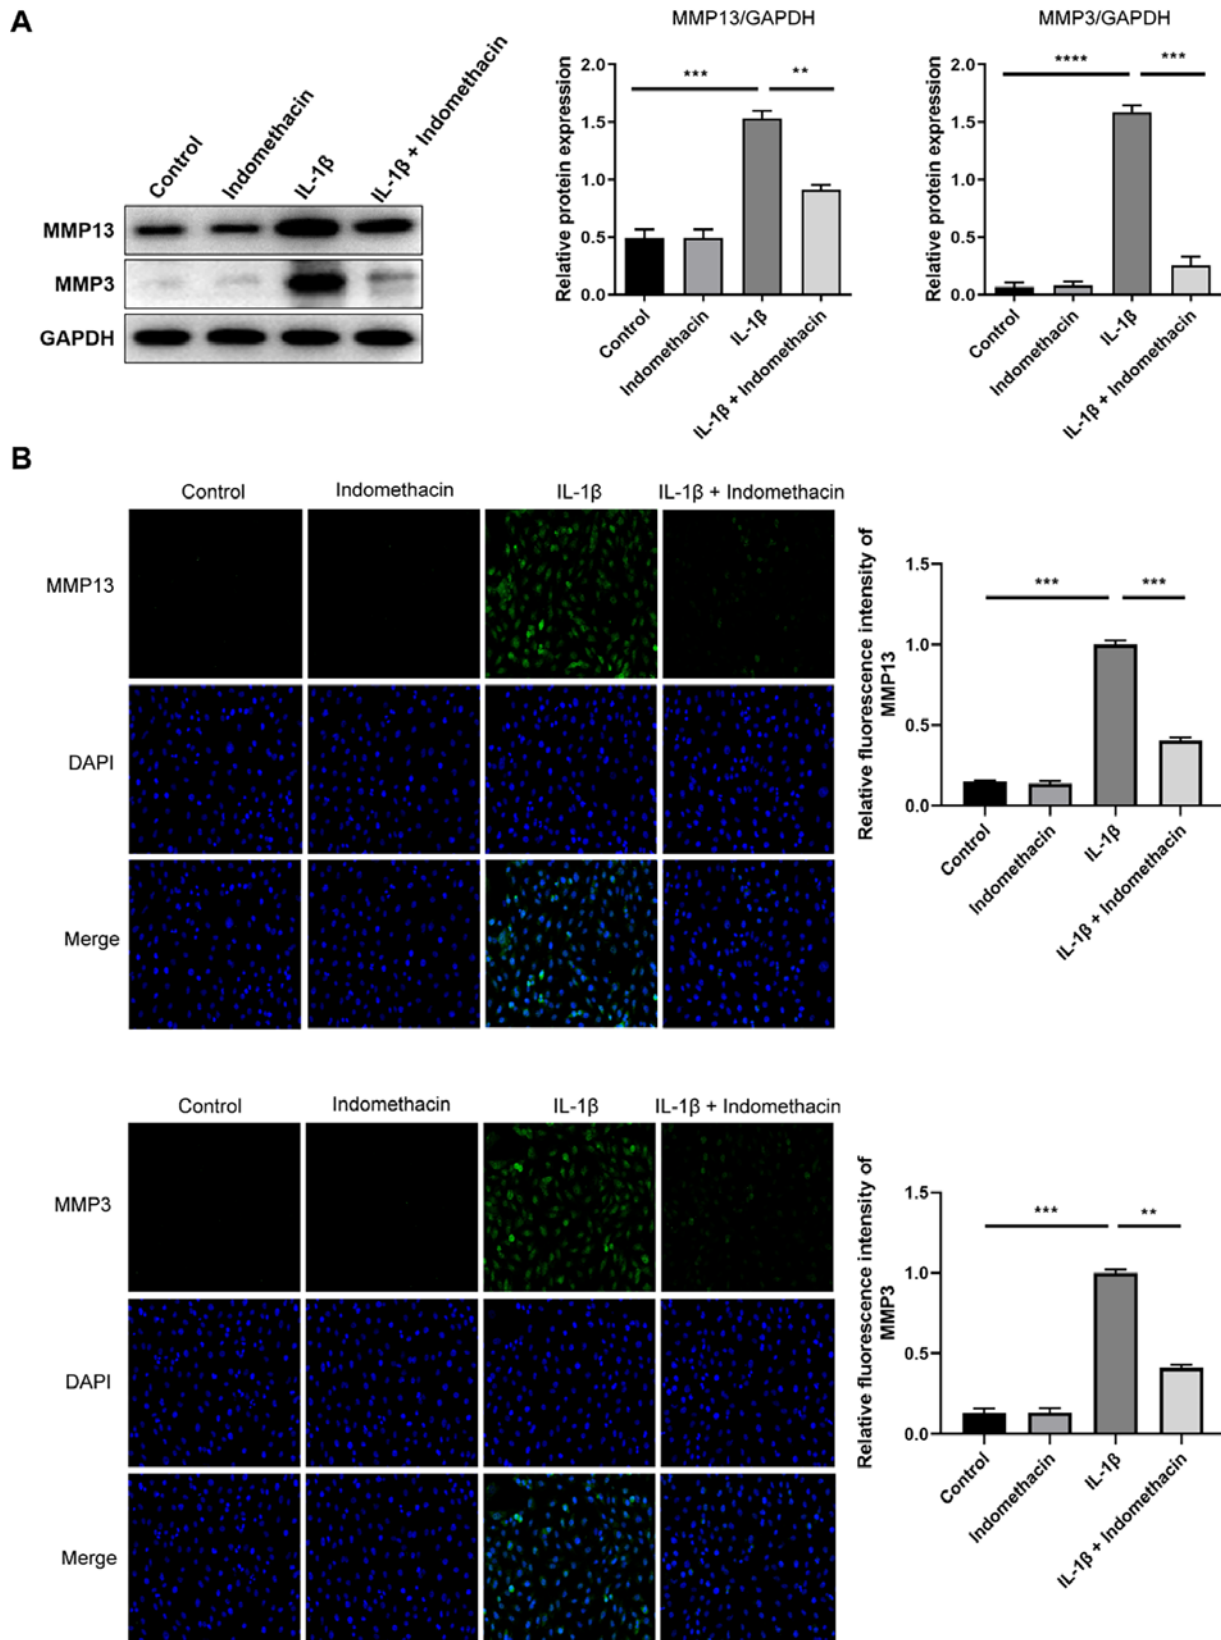 A
Control
Indomethacin
IL-1β
IL-1β + Indomethacin
MMP13
MMP3
GAPDH
MMP13/GAPDH
Relative protein expression
2.0
1.5
1.0
0.5
0.0
***
**
Control
Indomethacin
IL-1β
IL-1β + Indomethacin
MMP3/GAPDH
Relative protein expression
2.0
1.5
1.0
0.5
0.0
****
***
Control
Indomethacin
IL-1β
IL-1β + Indomethacin
B
Control
Indomethacin
IL-1β
IL-1β + Indomethacin
MMP13
DAPI
Merge
Relative fluorescence intensity of
MMP13
1.5
1.0
0.5
0.0
***
***
Control
Indomethacin
IL-1β
IL-1β + Indomethacin
Control
Indomethacin
IL-1β
IL-1β + Indomethacin
MMP3
DAPI
Merge
Relative fluorescence intensity of
MMP3
1.5
1.0
0.5
0.0
***
**
Control
Indomethacin
IL-1β
IL-1β + Indomethacin